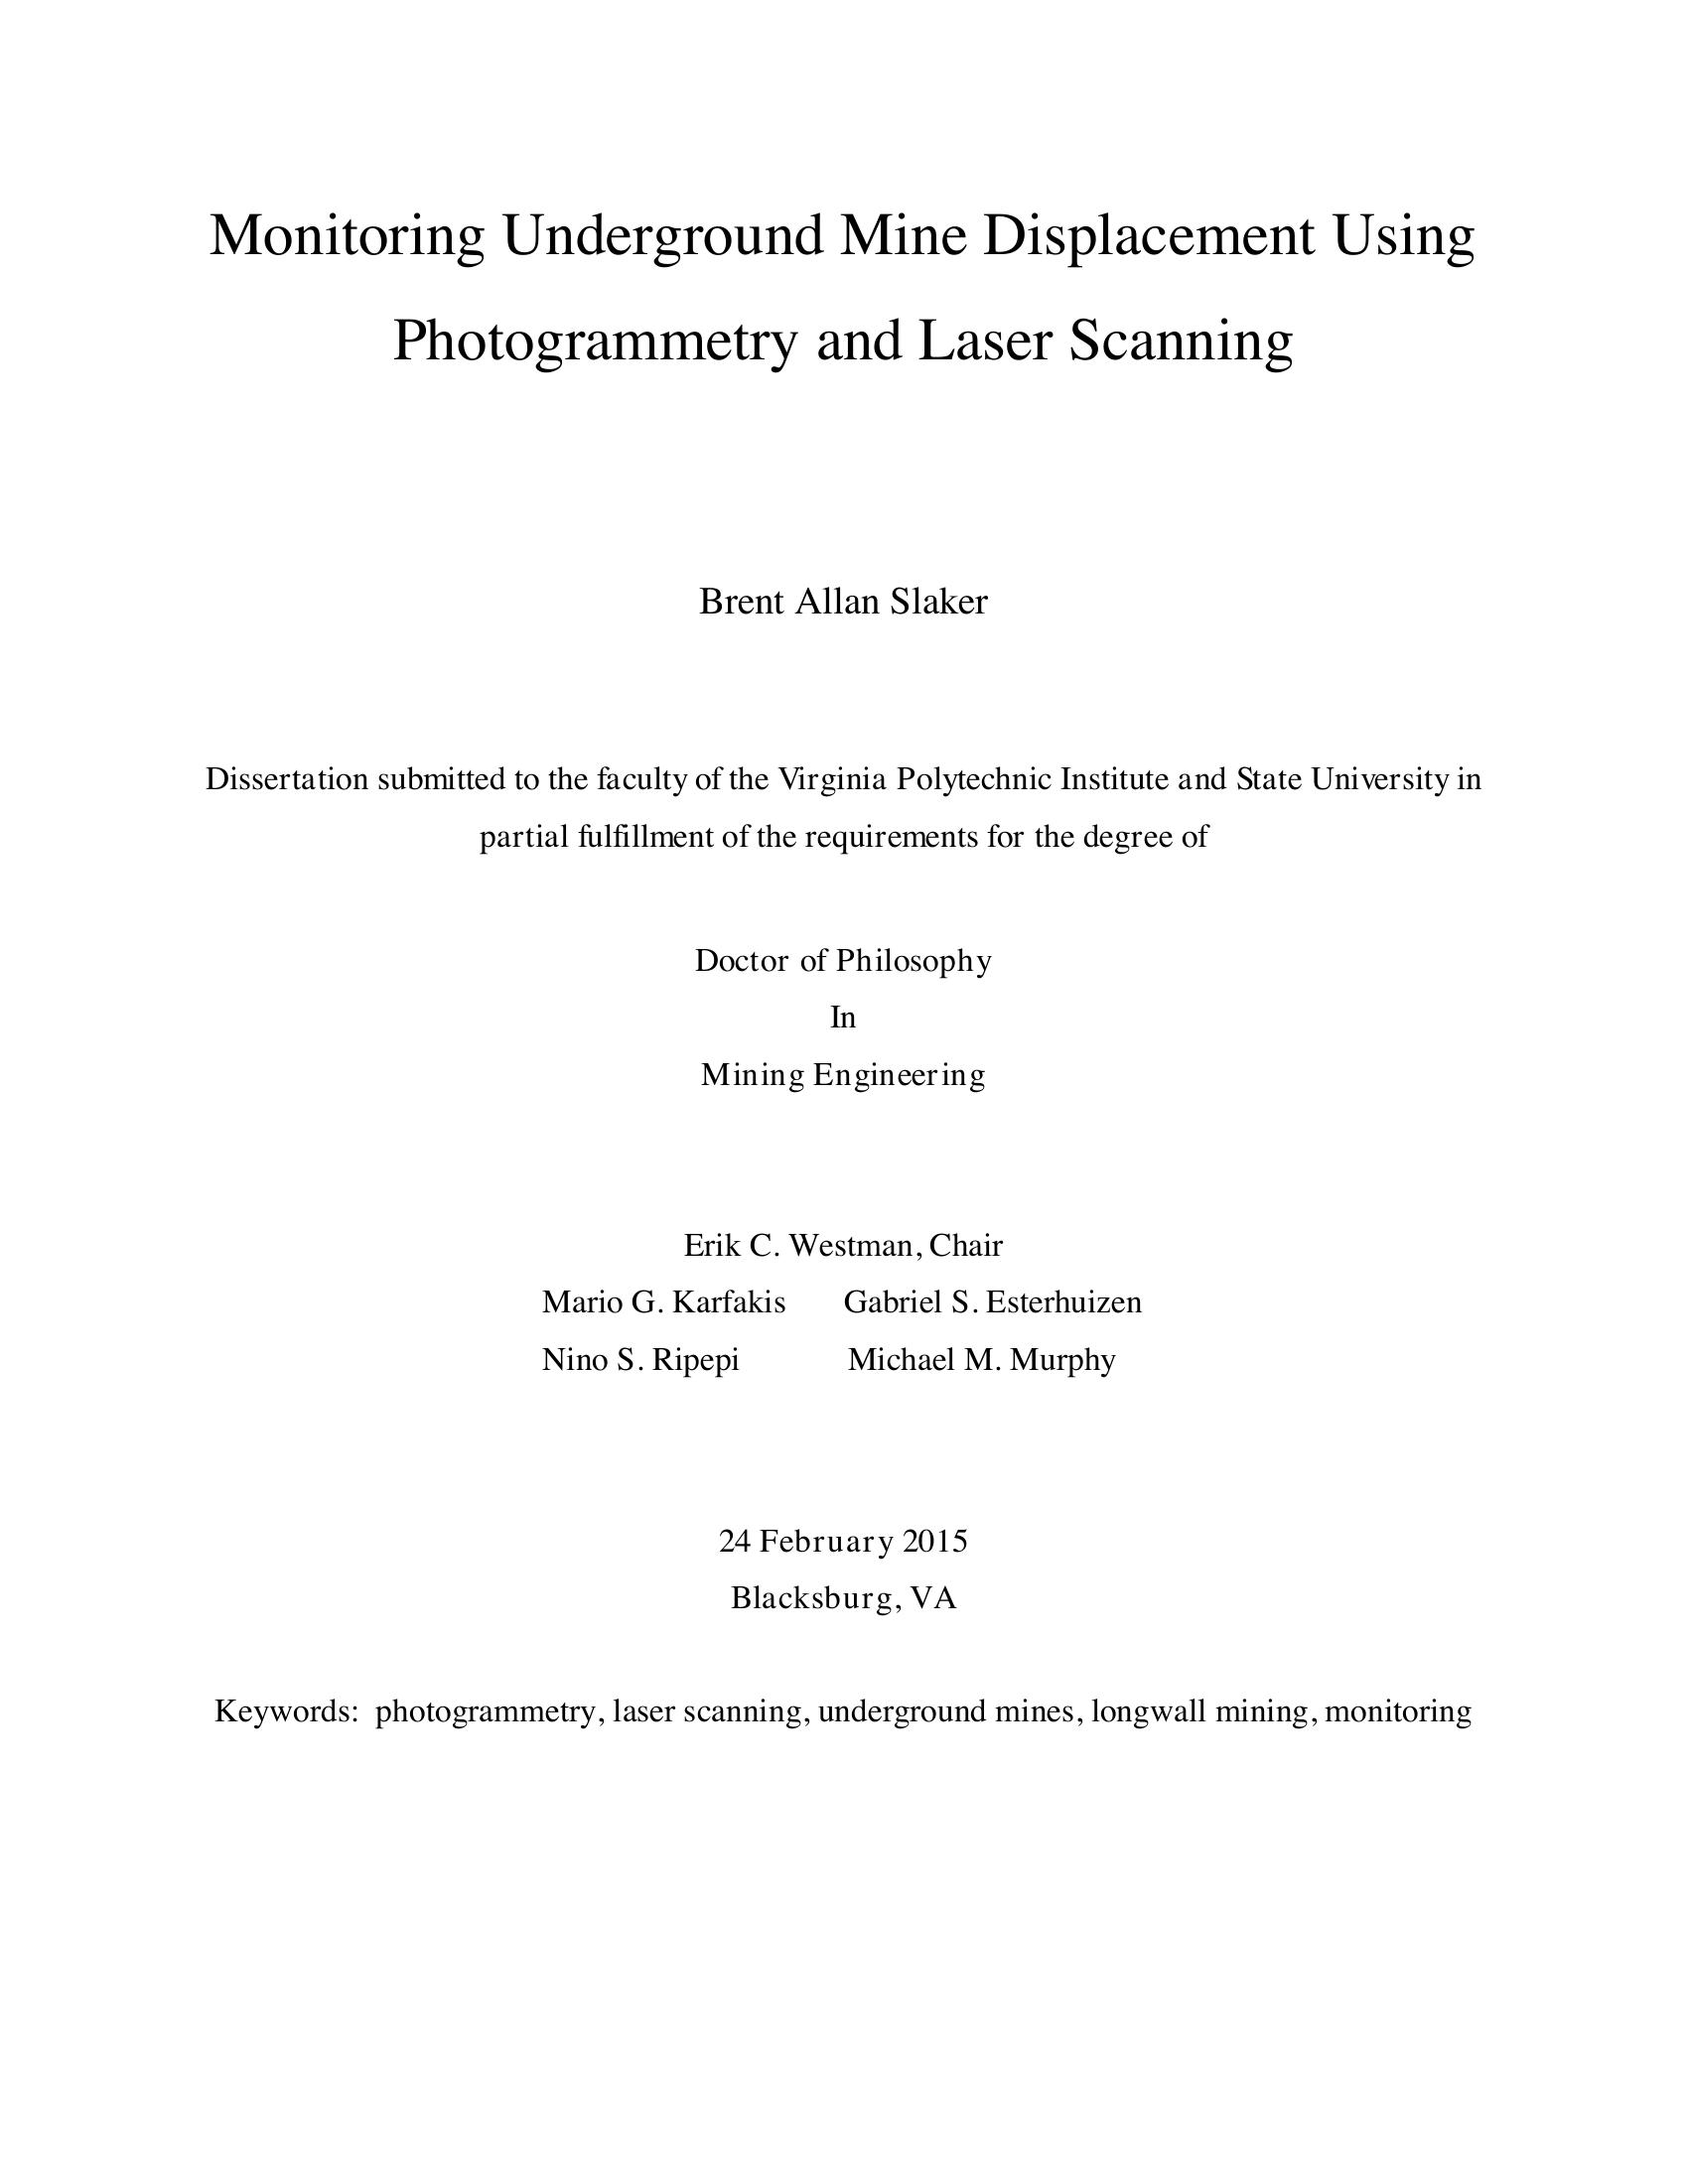 Monitoring Underground Mine Displacement Using
Photogrammetry and Laser Scanning
Brent Allan Slaker
Dissertation submitted to the faculty of the Virginia Polytechnic Institute and State University in
partial fulfillment of the requirements for the degree of
Doctor of Philosophy
In
Mining Engineering
Erik C. Westman, Chair
Mario G. Karfakis Gabriel S. Esterhuizen
Nino S. Ripepi Michael M. Murphy
24 February 2015
Blacksburg, VA
Keywords: photogrammetry, laser scanning, underground mines, longwall mining, monitoring